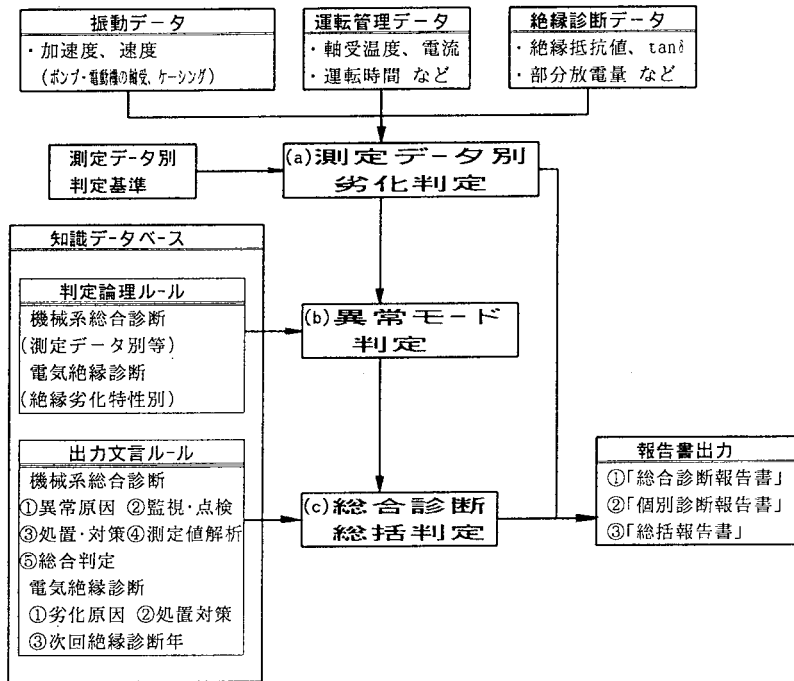 振動データ
・加速度、速度
(ポンプ・電動機の軸受、ケーシング)
運転管理データ
・軸受温度、電流
・運転時間 など
絶縁診断データ
・絶縁抵抗値、tanδ
・部分放電量 など
測定データ別
判定基準
(a)測定データ別
劣化判定
知識データベース
判定論理ルール
機械系総合診断
(測定データ別等)
電気絶縁診断
(絶縁劣化特性別)
(b)異常モード
判定
出力文言ルール
機械系総合診断
①異常原因 ②監視・点検
③処置・対策④測定値解析
⑤総合判定
電気絶縁診断
①劣化原因 ②処置対策
③次回絶縁診断年
(c)総合診断
総括判定
報告書出力
①「総合診断報告書」
②「個別診断報告書」
③「総括報告書」